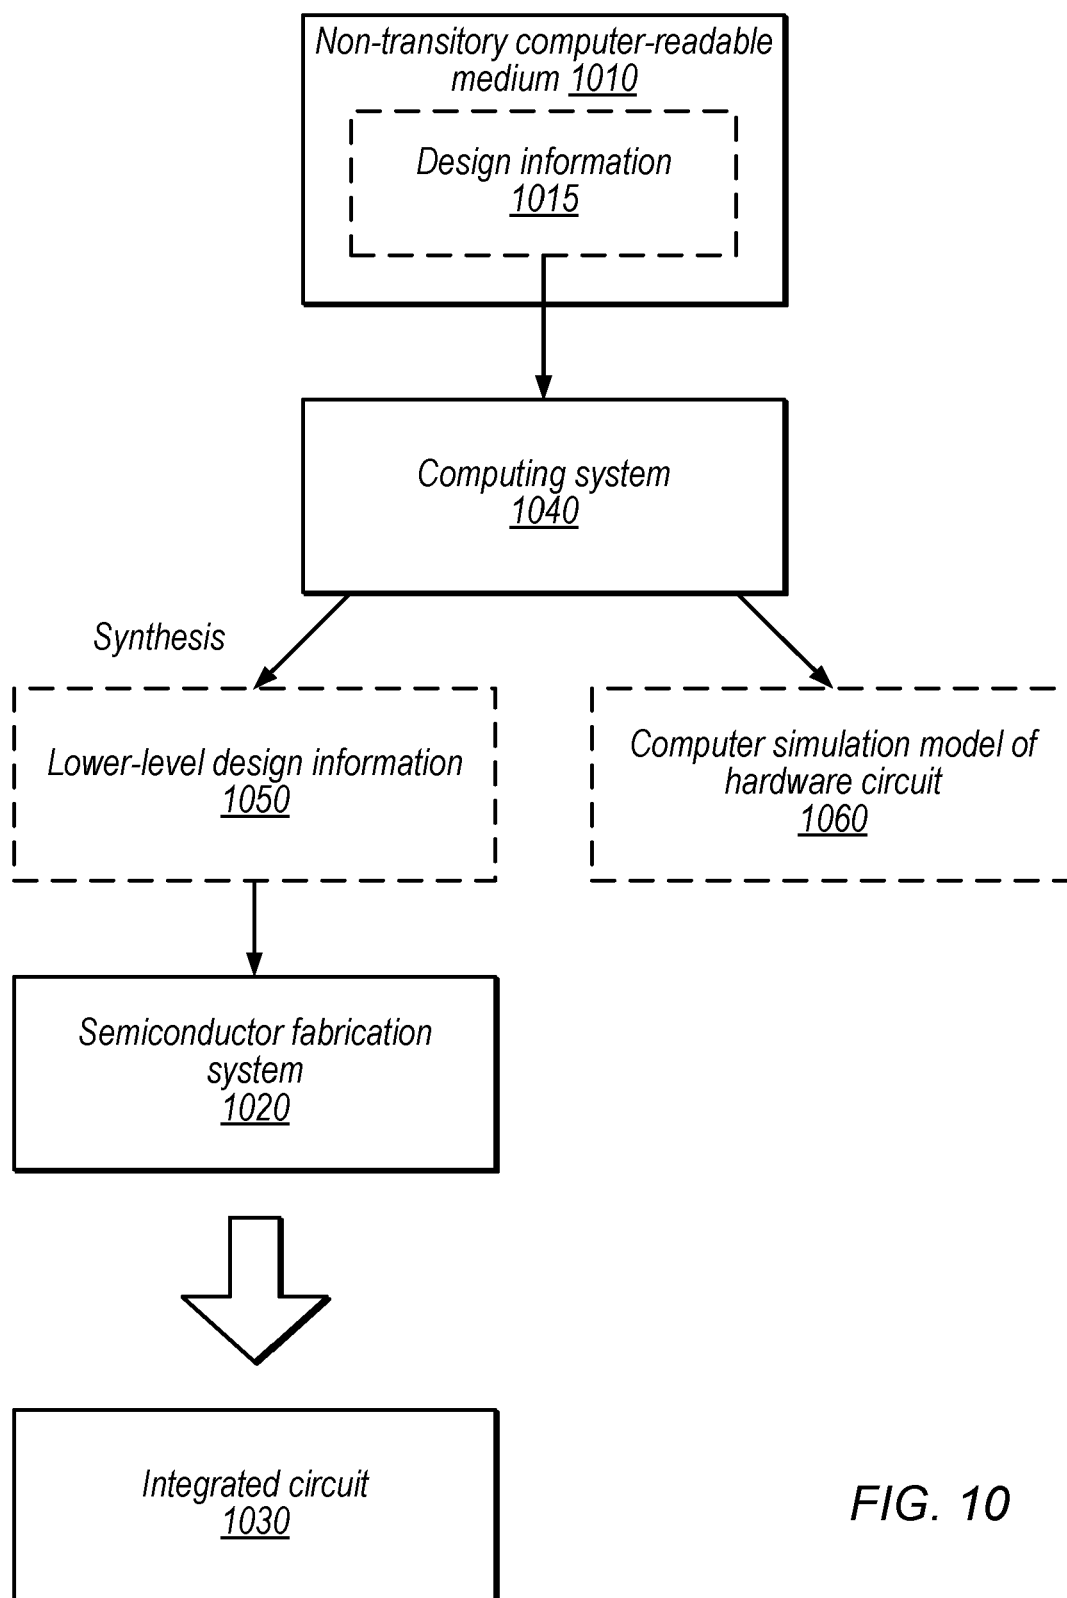 Non-transitory computer-readable
medium 1010
Design information
1015
Computing system
1040
Synthesis
Lower-level design information
1050
Computer simulation model of
hardware circuit
1060
Semiconductor fabrication
system
1020
Integrated circuit
1030
FIG. 10